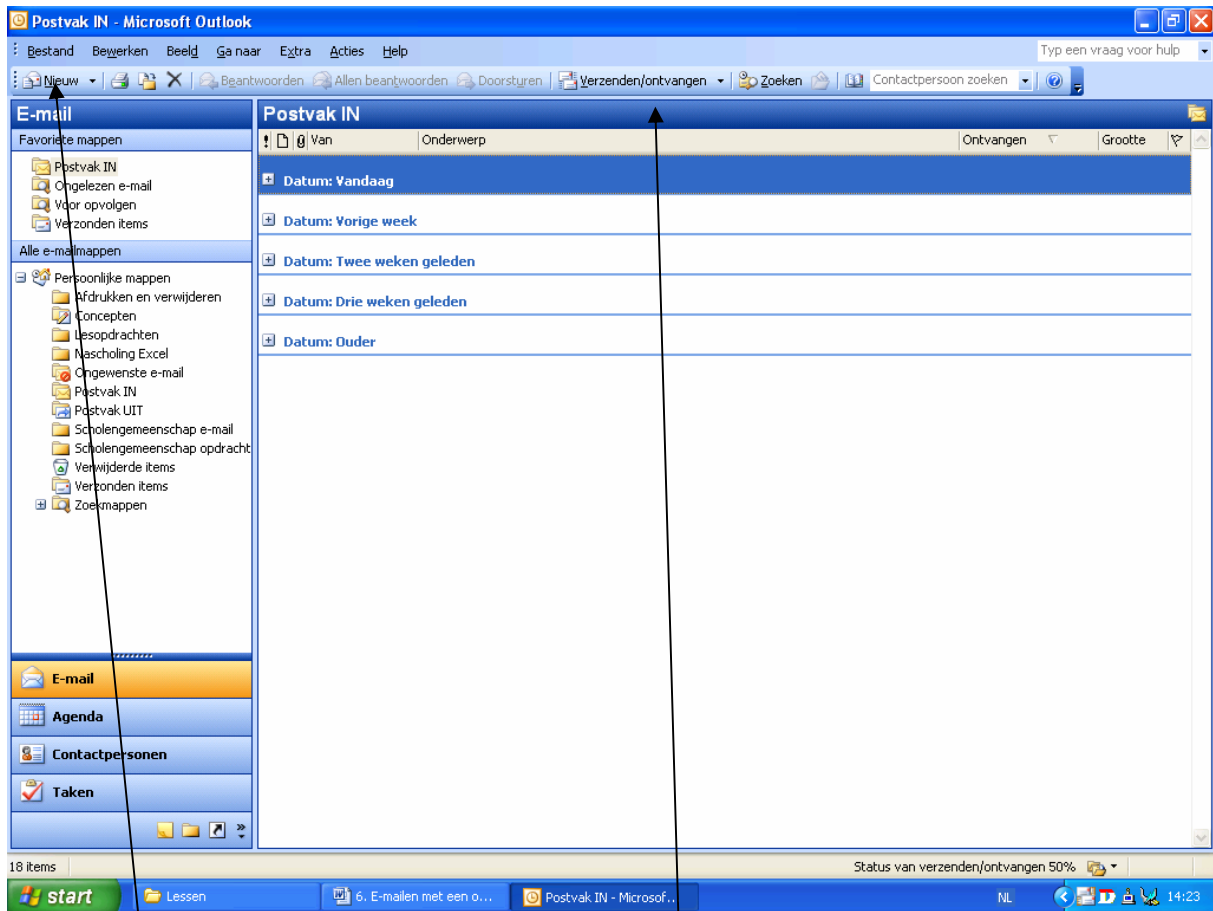 Postvak IN - Microsoft Outlook
Bestand Bewerken Beeld Ga naar Extra Acties Help Typ een vraag voor hulp
Nieuw Beantwoorden Allen beantwoorden Doorsturen Verzenden/ontvangen Zoeken Contactpersoon zoeken
E-mail
Favoriete mappen
Postvak IN
Ongelezen e-mail
Voor opvolgen
Verzonden items
Alle e-mailmappen
Persoonlijke mappen
Afdrukken en verwijderen
Concepten
Lesopdrachten
Nascholing Excel
Ongewenste e-mail
Postvak IN
Postvak UIT
Scholengemeenschap e-mail
Scholengemeenschap opdracht
Verwijderde items
Verzonden items
Zoekmappen
E-mail
Agenda
Contactpersonen
Taken
Postvak IN
! Van Onderwerp Ontvangen Grootte
Datum: Vandaag
Datum: Vorige week
Datum: Twee weken geleden
Datum: Drie weken geleden
Datum: Ouder
18 items Status van verzenden/ontvangen 50%
start Lessen 6. E-mailen met een o... Postvak IN - Microsof... NL D 14:23